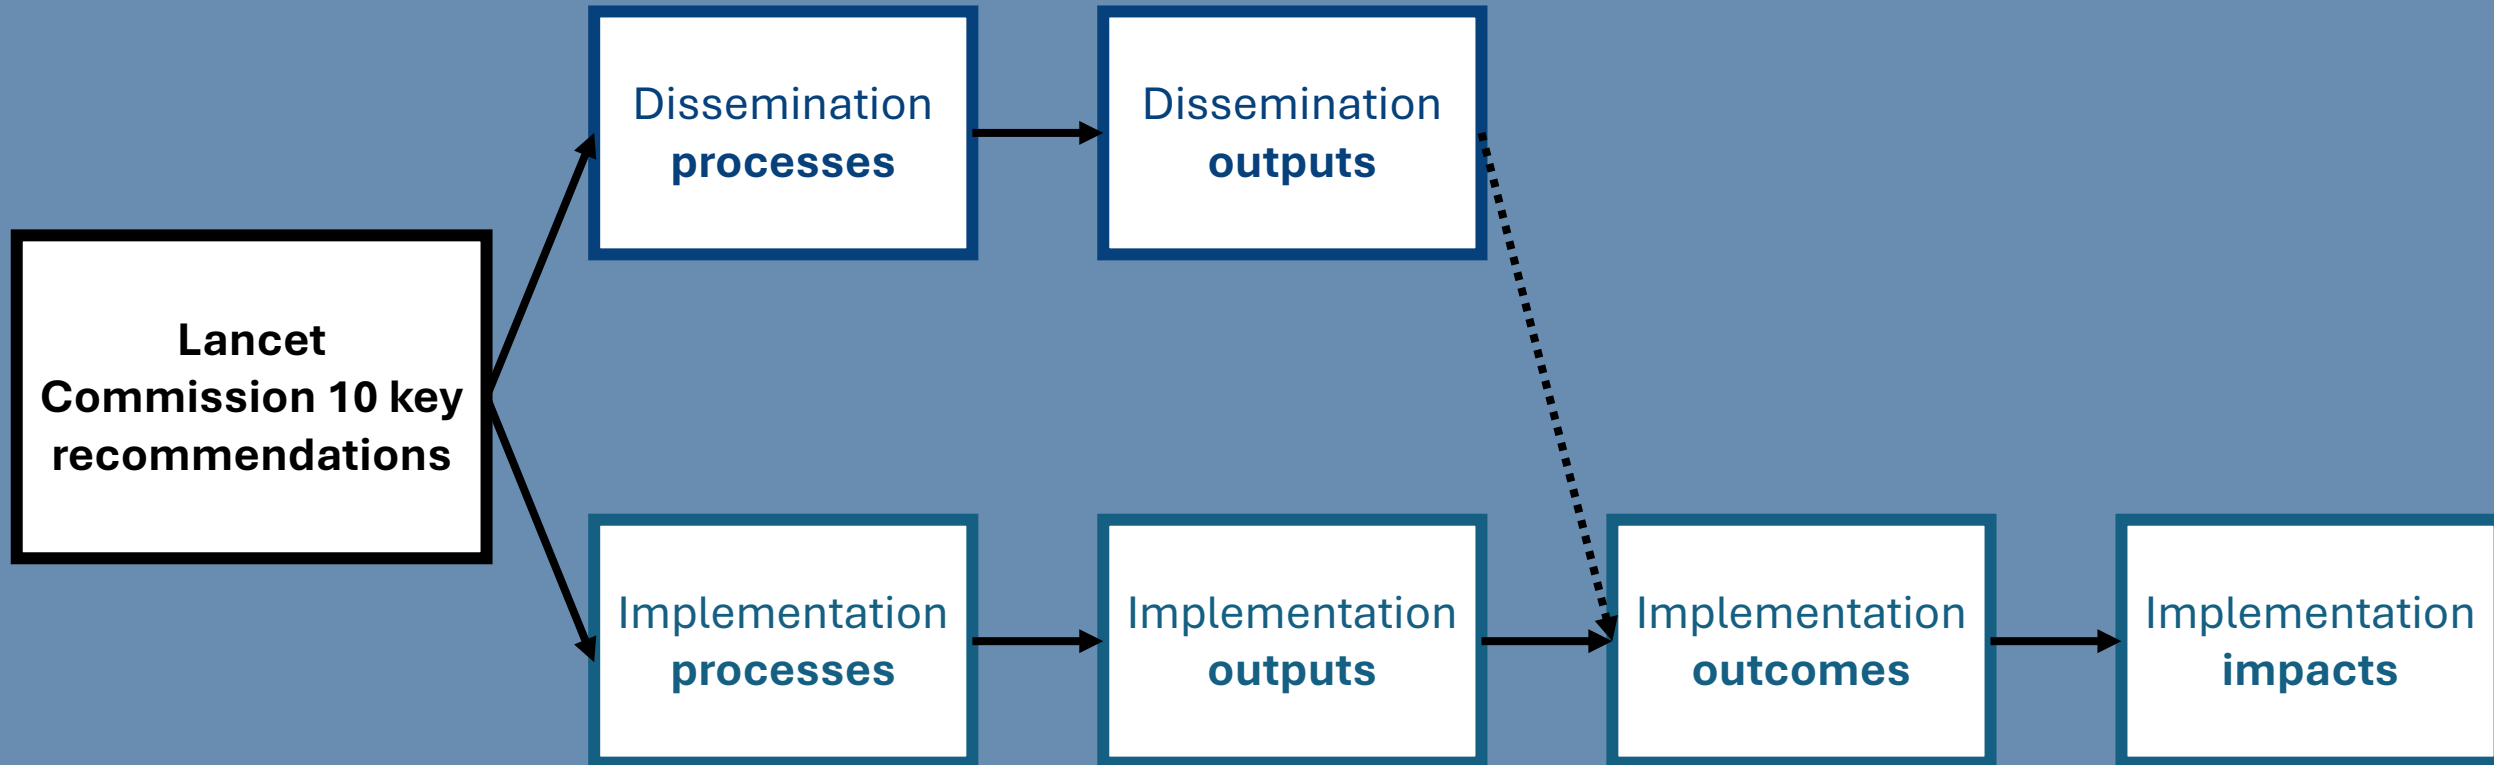 Dissemination
processes
Dissemination
outputs
Lancet
Commission 10 key
recommendations
Implementation
processes
Implementation
outputs
Implementation
outcomes
Implementation
impacts